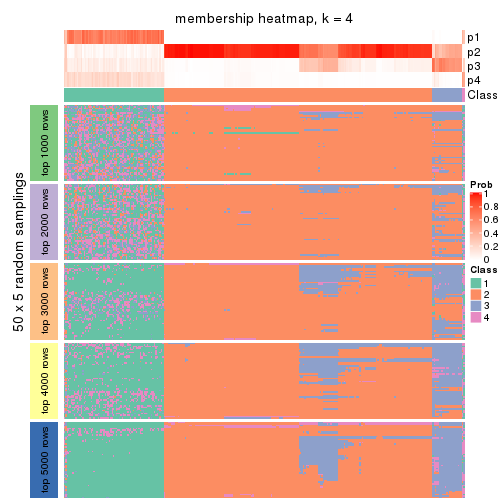 membership heatmap, k = 4
p1
p2
p3
p4
Class
50 x 5 random samplings
top 1000 rows
top 2000 rows
top 3000 rows
top 4000 rows
top 5000 rows
Prob
1
0.8
0.6
0.4
0.2
0
Class
1
2
3
4